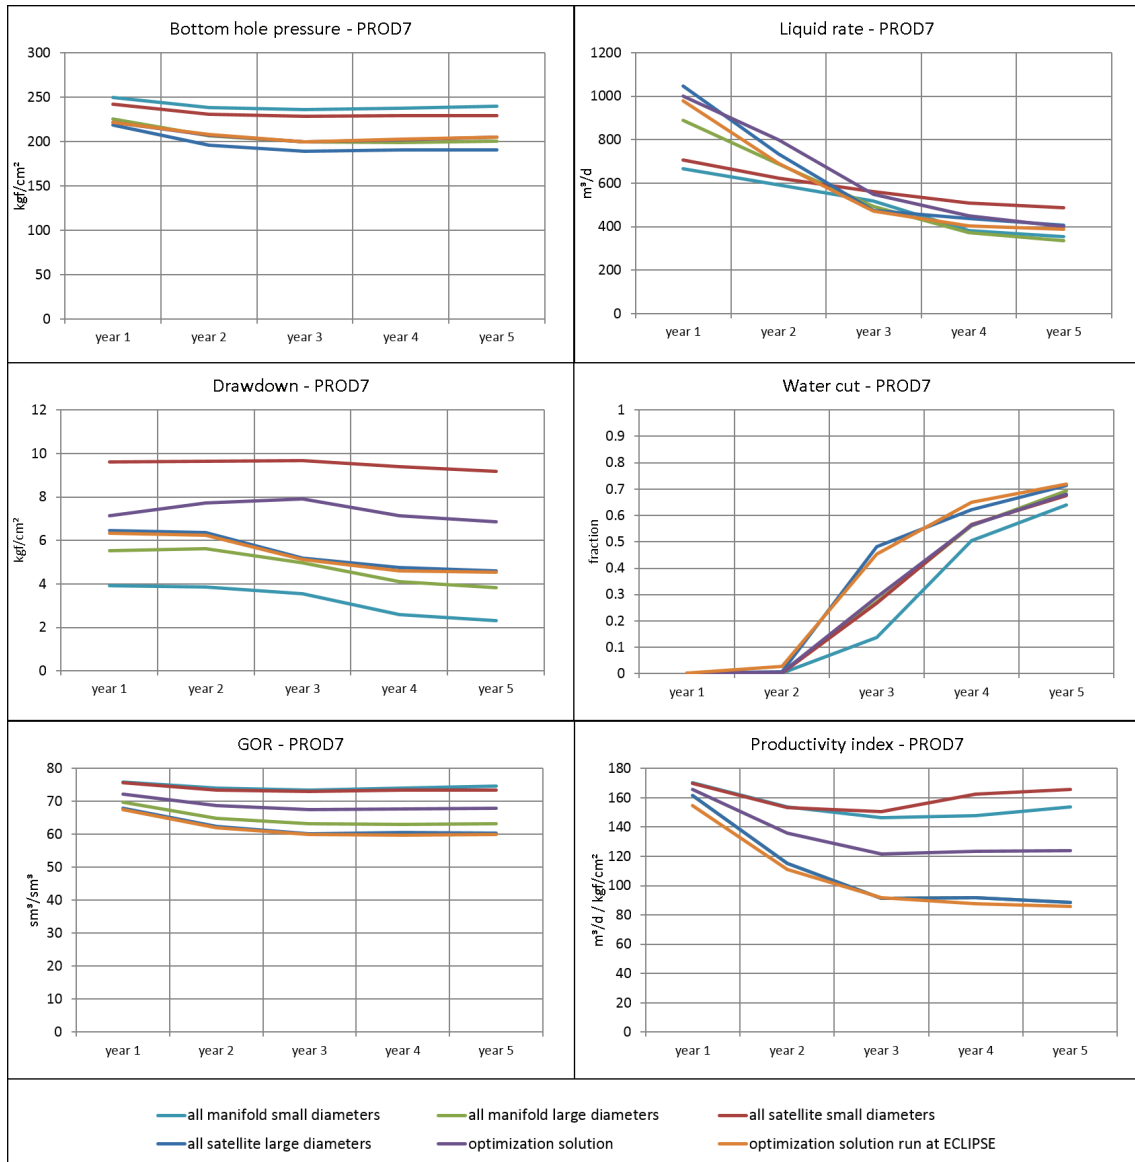 Bottom hole pressure - PROD7
300
250
200
150
100
50
0
kgf/cm²
year 1 year 2 year 3 year 4 year 5
Liquid rate - PROD7
1200
1000
800
600
400
200
0
m³/d
year 1 year 2 year 3 year 4 year 5
Drawdown - PROD7
12
10
8
6
4
2
0
kgf/cm²
year 1 year 2 year 3 year 4 year 5
Water cut - PROD7
1
0.9
0.8
0.7
0.6
0.5
0.4
0.3
0.2
0.1
0
fraction
year 1 year 2 year 3 year 4 year 5
GOR - PROD7
80
70
60
50
40
30
20
10
0
sm³/sm³
year 1 year 2 year 3 year 4 year 5
Productivity index - PROD7
180
160
140
120
100
80
60
40
20
0
m³/d / kgf/cm²
year 1 year 2 year 3 year 4 year 5
all manifold small diameters all manifold large diameters all satellite small diameters
all satellite large diameters optimization solution optimization solution run at ECLIPSE